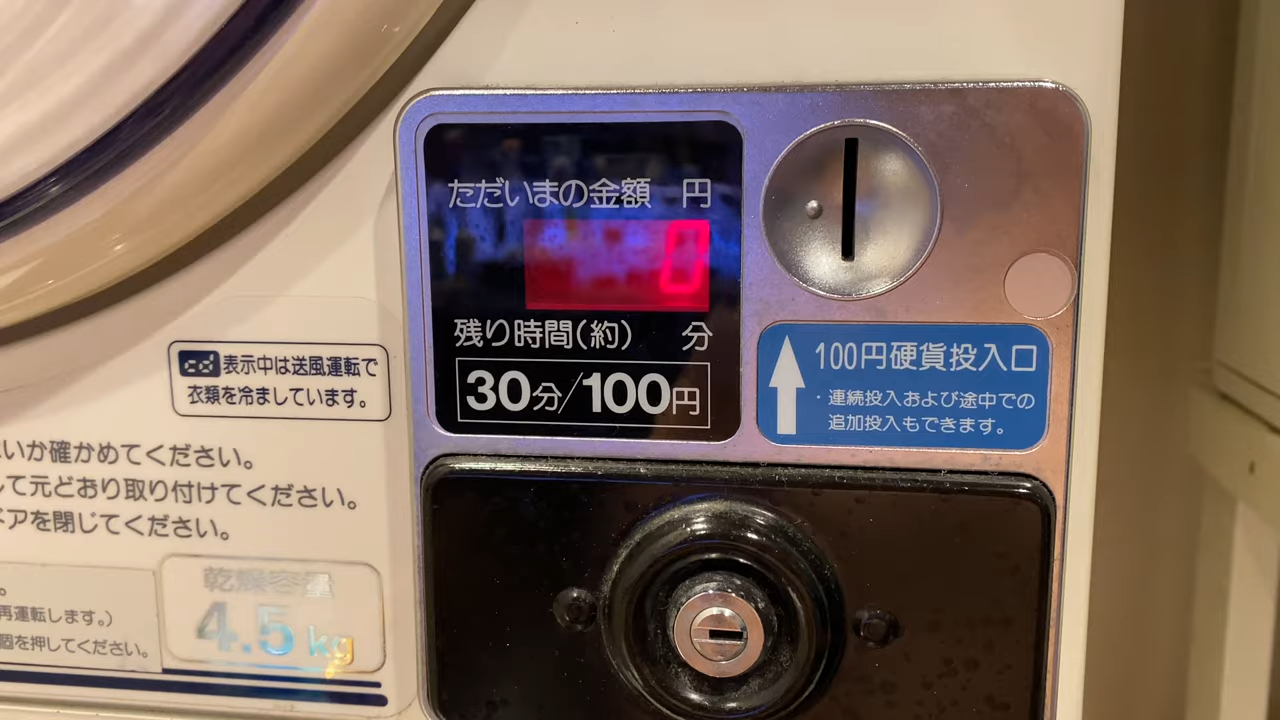 ただいまの金額 円
0
残り時間(約) 分
30分/100円
100円硬貨投入口
・連続投入および途中での
追加投入もできます。
表示中は送風運転で
衣類を冷ましています。
いか確かめてください。
して元どおり取り付けてください。
ドアを閉じてください。
再運転します。)
個を押してください。
乾燥容量
4.5kg